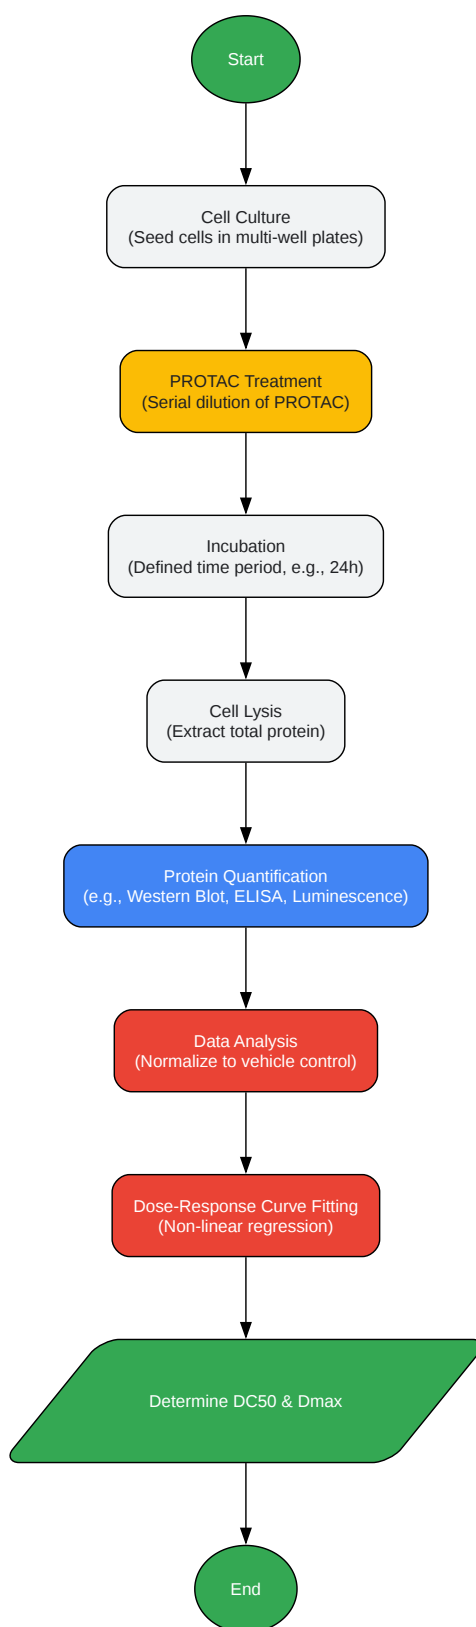 Start
Cell Culture
(Seed cells in multi-well plates)
PROTAC Treatment
(Serial dilution of PROTAC)
Incubation
(Defined time period, e.g., 24h)
Cell Lysis
(Extract total protein)
Protein Quantification
(e.g., Western Blot, ELISA, Luminescence)
Data Analysis
(Normalize to vehicle control)
Dose-Response Curve Fitting
(Non-linear regression)
Determine DC50 & Dmax
End